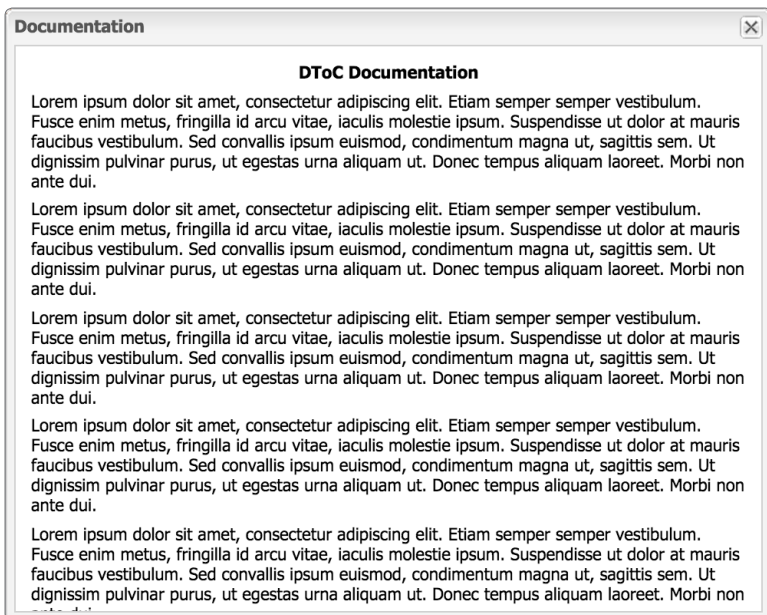 Documentation
DToC Documentation
Lorem ipsum dolor sit amet, consectetur adipiscing elit. Etiam semper semper vestibulum.
Fusce enim metus, fringilla id arcu vitae, iaculis molestie ipsum. Suspendisse ut dolor at mauris
faucibus vestibulum. Sed convallis ipsum euismod, condimentum magna ut, sagittis sem. Ut
dignissim pulvinar purus, ut egestas urna aliquam ut. Donec tempus aliquam laoreet. Morbi non
ante dui.
Lorem ipsum dolor sit amet, consectetur adipiscing elit. Etiam semper semper vestibulum.
Fusce enim metus, fringilla id arcu vitae, iaculis molestie ipsum. Suspendisse ut dolor at mauris
faucibus vestibulum. Sed convallis ipsum euismod, condimentum magna ut, sagittis sem. Ut
dignissim pulvinar purus, ut egestas urna aliquam ut. Donec tempus aliquam laoreet. Morbi non
ante dui.
Lorem ipsum dolor sit amet, consectetur adipiscing elit. Etiam semper semper vestibulum.
Fusce enim metus, fringilla id arcu vitae, iaculis molestie ipsum. Suspendisse ut dolor at mauris
faucibus vestibulum. Sed convallis ipsum euismod, condimentum magna ut, sagittis sem. Ut
dignissim pulvinar purus, ut egestas urna aliquam ut. Donec tempus aliquam laoreet. Morbi non
ante dui.
Lorem ipsum dolor sit amet, consectetur adipiscing elit. Etiam semper semper vestibulum.
Fusce enim metus, fringilla id arcu vitae, iaculis molestie ipsum. Suspendisse ut dolor at mauris
faucibus vestibulum. Sed convallis ipsum euismod, condimentum magna ut, sagittis sem. Ut
dignissim pulvinar purus, ut egestas urna aliquam ut. Donec tempus aliquam laoreet. Morbi non
ante dui.
Lorem ipsum dolor sit amet, consectetur adipiscing elit. Etiam semper semper vestibulum.
Fusce enim metus, fringilla id arcu vitae, iaculis molestie ipsum. Suspendisse ut dolor at mauris
faucibus vestibulum. Sed convallis ipsum euismod, condimentum magna ut, sagittis sem. Ut
dignissim pulvinar purus, ut egestas urna aliquam ut. Donec tempus aliquam laoreet. Morbi non